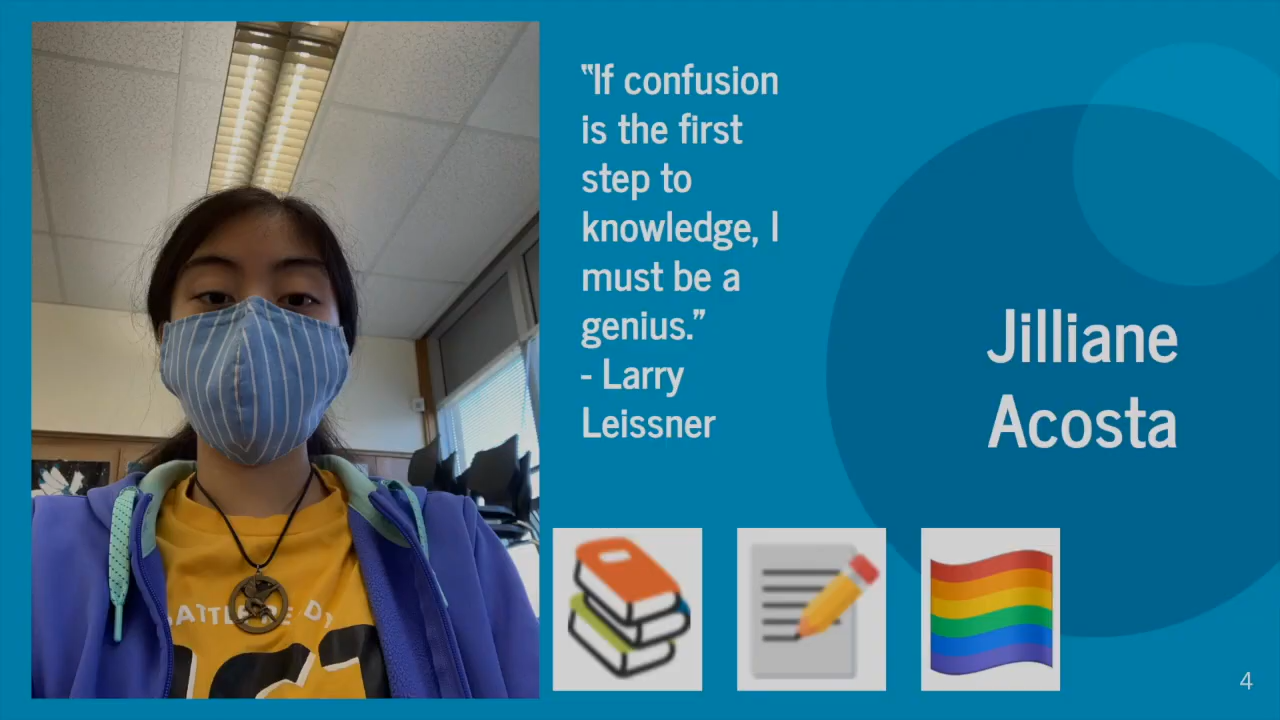 “If confusion
is the first
step to
knowledge, I
must be a
genius.”
- Larry
Leissner
Jilliane
Acosta
4